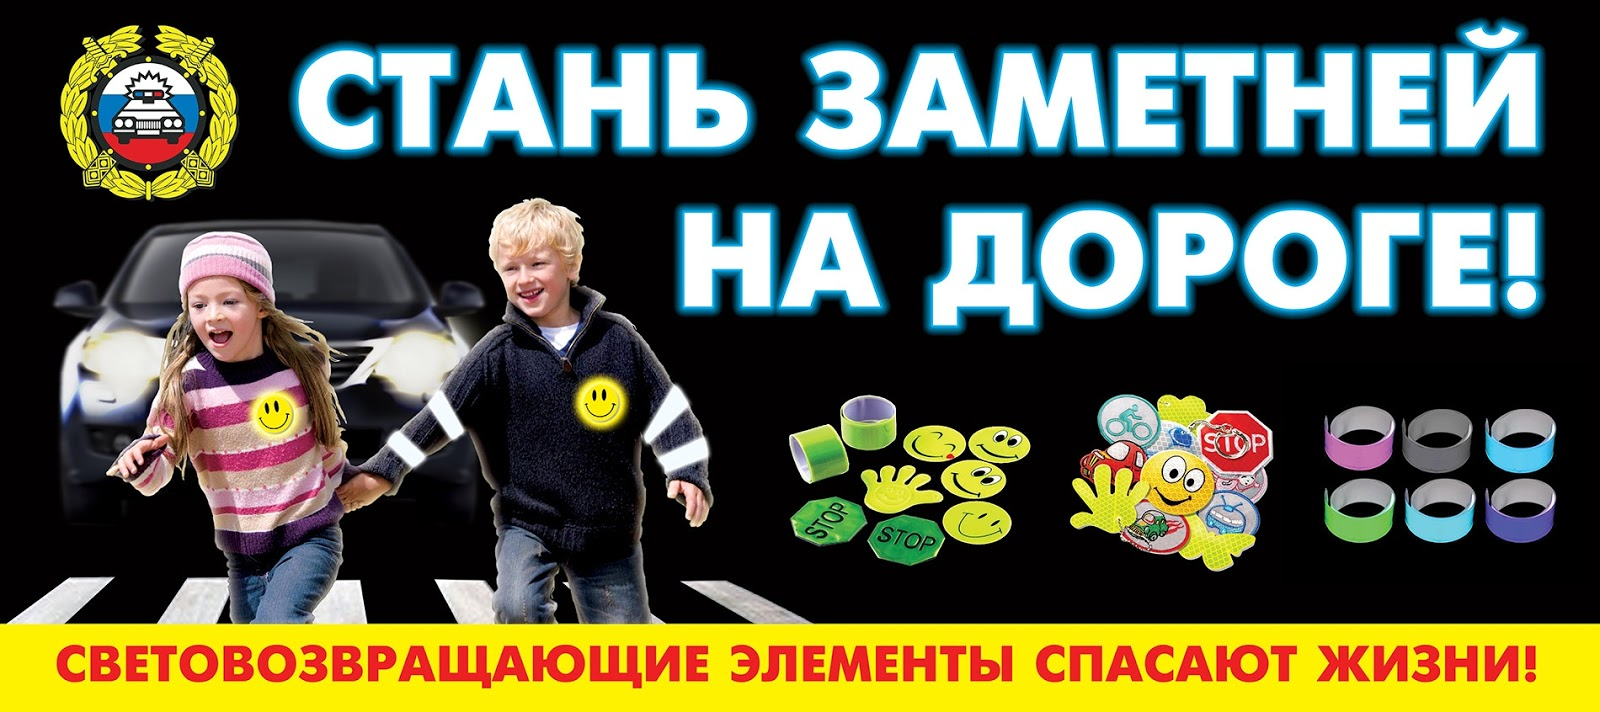 СТАНЬ ЗАМЕТНЕЙ
НА ДОРОГЕ!
STOP
STOP
STOP
СВЕТОВОЗВРАЩАЮЩИЕ ЭЛЕМЕНТЫ СПАСАЮТ ЖИЗНИ!